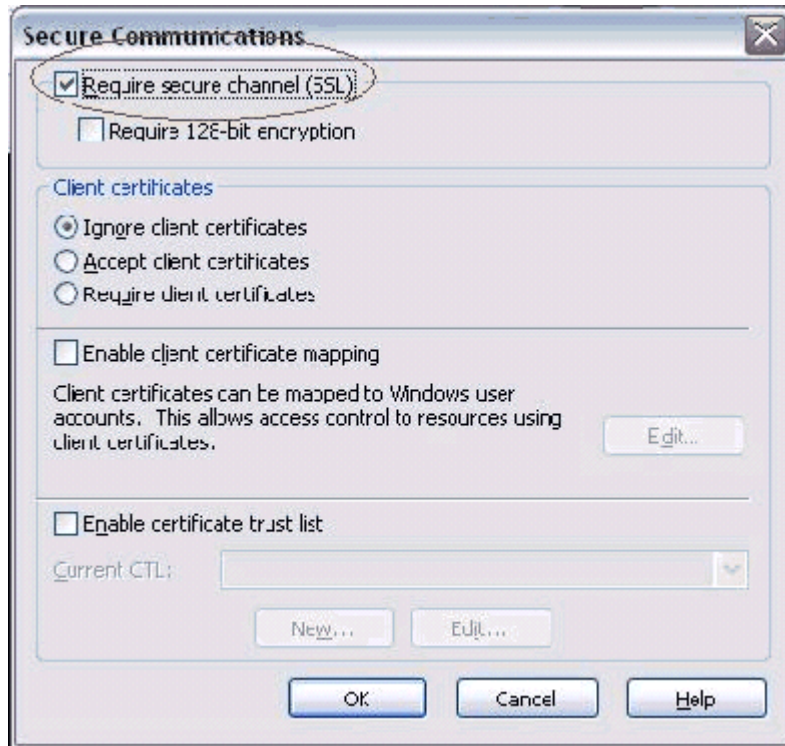 Secure Communications
Require secure channel (SSL)
Require 128-bit encryption
Client certificates
Ignore client certificates
Accept client certificates
Require client certificates
Enable client certificate mapping
Client certificates can be mapped to Windows user
accounts. This allows access control to resources using
client certificates.
Edit...
Enable certificate trust list
Current CTL:
New...
Edit...
OK
Cancel
Help